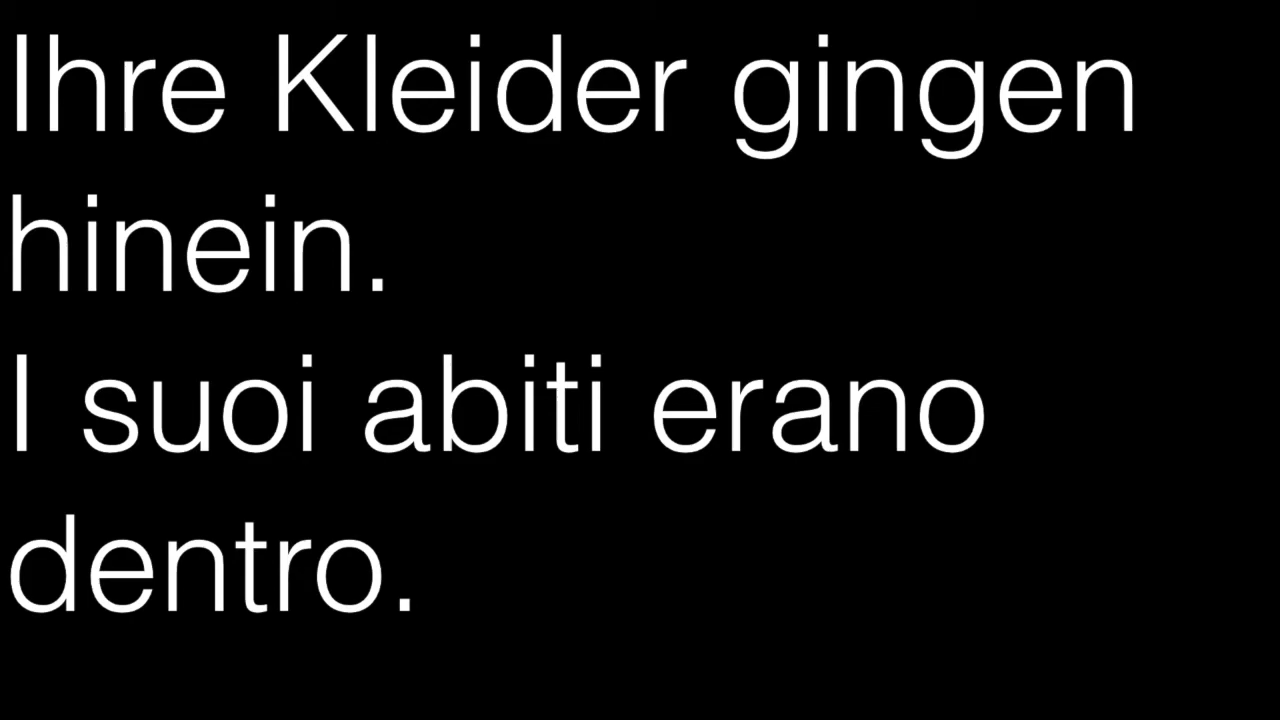 Ihre Kleider gingen
hinein.
I suoi abiti erano
dentro.